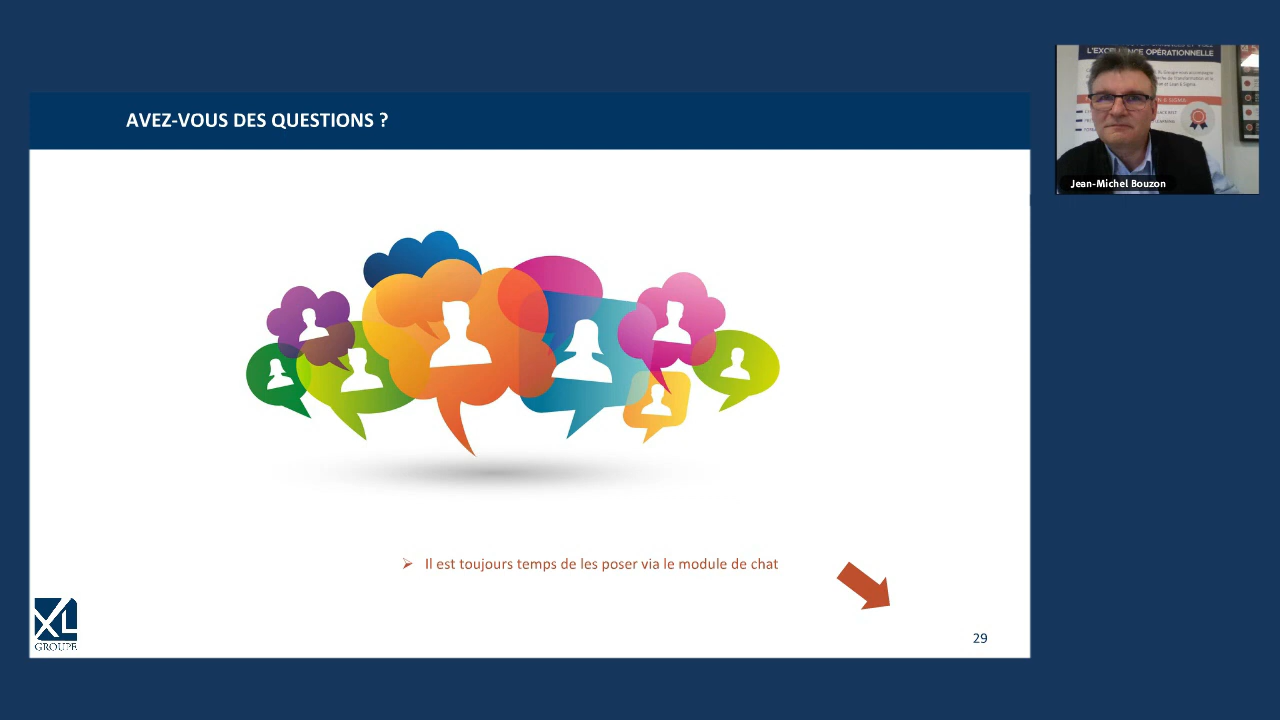 AVEZ-VOUS DES QUESTIONS ?
L'EXCELLENCE OPÉRATIONNELLE
Jean-Michel Bouzon
➢ Il est toujours temps de les poser via le module de chat
XL
GROUPE
29